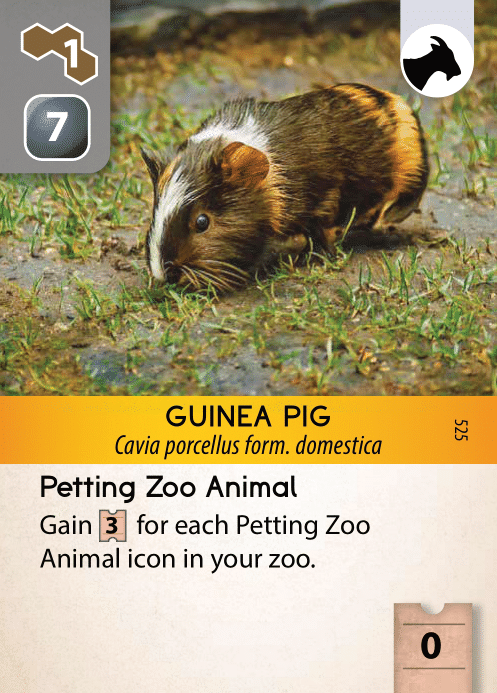 1
7
GUINEA PIG
Cavia porcellus form. domestica
525
Petting Zoo Animal
Gain 3 for each Petting Zoo
Animal icon in your zoo.
0